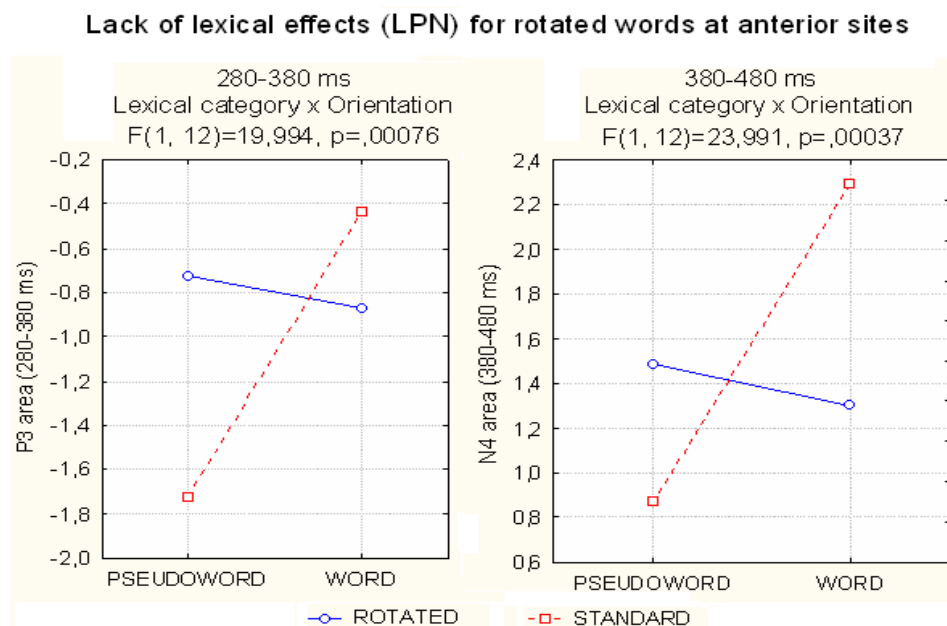 Lack of lexical effects (LPN) for rotated words at anterior sites
280-380 ms
Lexical category x Orientation
F(1, 12)=19,994, p=,00076
-0,2
-0,4
-0,6
-0,8
-1,0
-1,2
-1,4
-1,6
-1,8
-2,0
P3 area (280-380 ms)
PSEUDOWORD WORD
380-480 ms
Lexical category x Orientation
F(1, 12)=23,991, p=,00037
2,4
2,2
2,0
1,8
1,6
1,4
1,2
1,0
0,8
0,6
N4 area (380-480 ms)
PSEUDOWORD WORD
ROTATED STANDARD